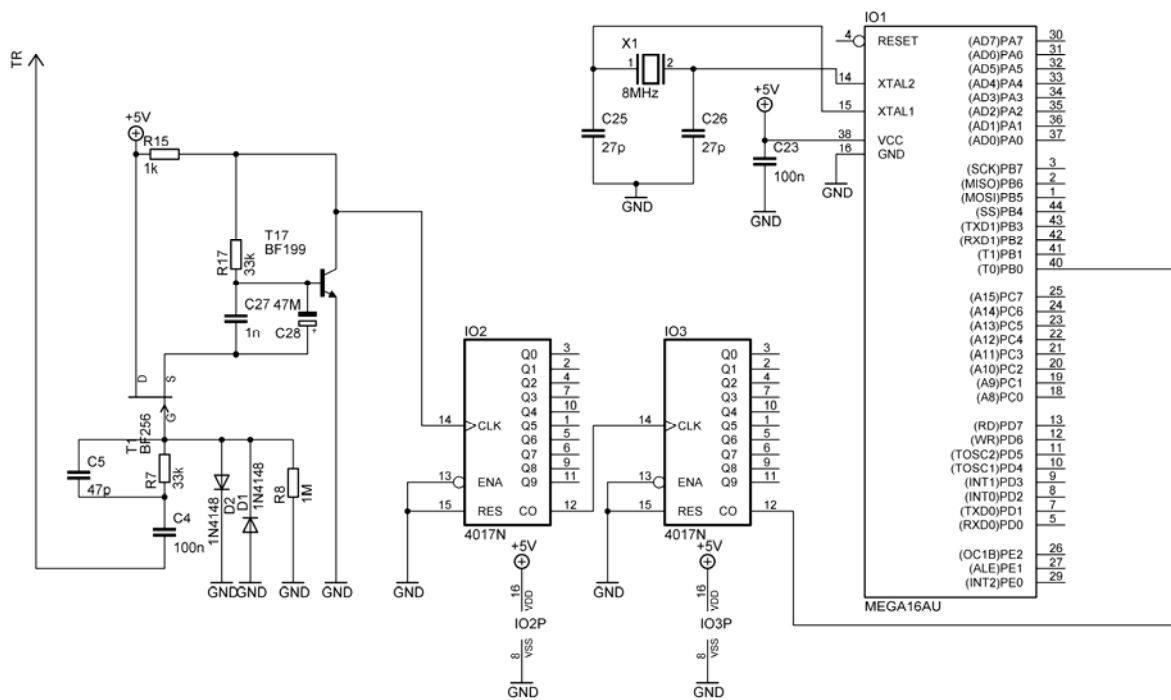 TR
+5V
R15
1k
T17
BF199
R17
33k
C27
1n
47M
C28
+
D
S
G
T1
BF256
C5
47p
R7
33k
C4
100n
1N4148
D2
D1
1N4148
R8
1M
GND
GND
GND
GND
IO2
Q0 3
Q1 2
Q2 4
Q3 7
Q4 10
14 CLK Q5 1
Q6 5
Q7 6
Q8 9
13 ENA Q9 11
15 RES CO 12
4017N
GND
+5V
16 VDD
IO2P
8 VSS
GND
IO3
Q0 3
Q1 2
Q2 4
Q3 7
Q4 10
14 CLK Q5 1
Q6 5
Q7 6
Q8 9
13 ENA Q9 11
15 RES CO 12
4017N
GND
+5V
16 VDD
IO3P
8 VSS
GND
X1
1 2
8MHz
C25
27p
C26
27p
GND
+5V
C23
100n
GND
GND
IO1
4 RESET (AD7)PA7 30
(AD6)PA6 31
(AD5)PA5 32
14 XTAL2 (AD4)PA4 33
(AD3)PA3 34
15 XTAL1 (AD2)PA2 35
(AD1)PA1 36
38 VCC (AD0)PA0 37
16 GND
(SCK)PB7 3
(MISO)PB6 2
(MOSI)PB5 1
(SS)PB4 44
(TXD1)PB3 43
(RXD1)PB2 42
(T1)PB1 41
(T0)PB0 40
(A15)PC7 25
(A14)PC6 24
(A13)PC5 23
(A12)PC4 22
(A11)PC3 21
(A10)PC2 20
(A9)PC1 19
(A8)PC0 18
(RD)PD7 13
(WR)PD6 12
(TOSC2)PD5 11
(TOSC1)PD4 10
(INT1)PD3 9
(INT0)PD2 8
(TXD0)PD1 7
(RXD0)PD0 5
(OC1B)PE2 26
(ALE)PE1 27
(INT2)PE0 29
MEGA16AU